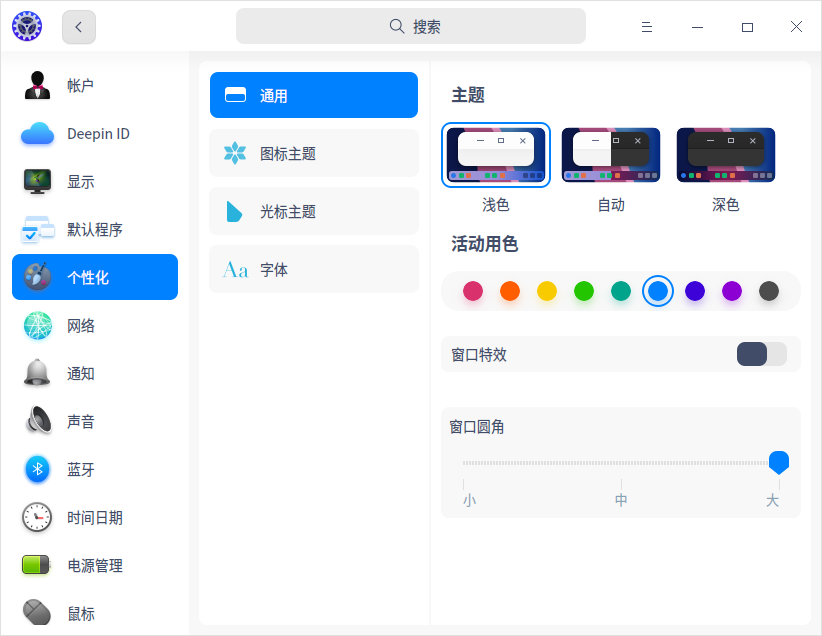 搜索
帐户
Deepin ID
显示
默认程序
个性化
网络
通知
声音
蓝牙
时间日期
电源管理
鼠标
通用
图标主题
光标主题
Aa 字体
主题
浅色 自动 深色
活动用色
窗口特效
窗口圆角
小 中 大